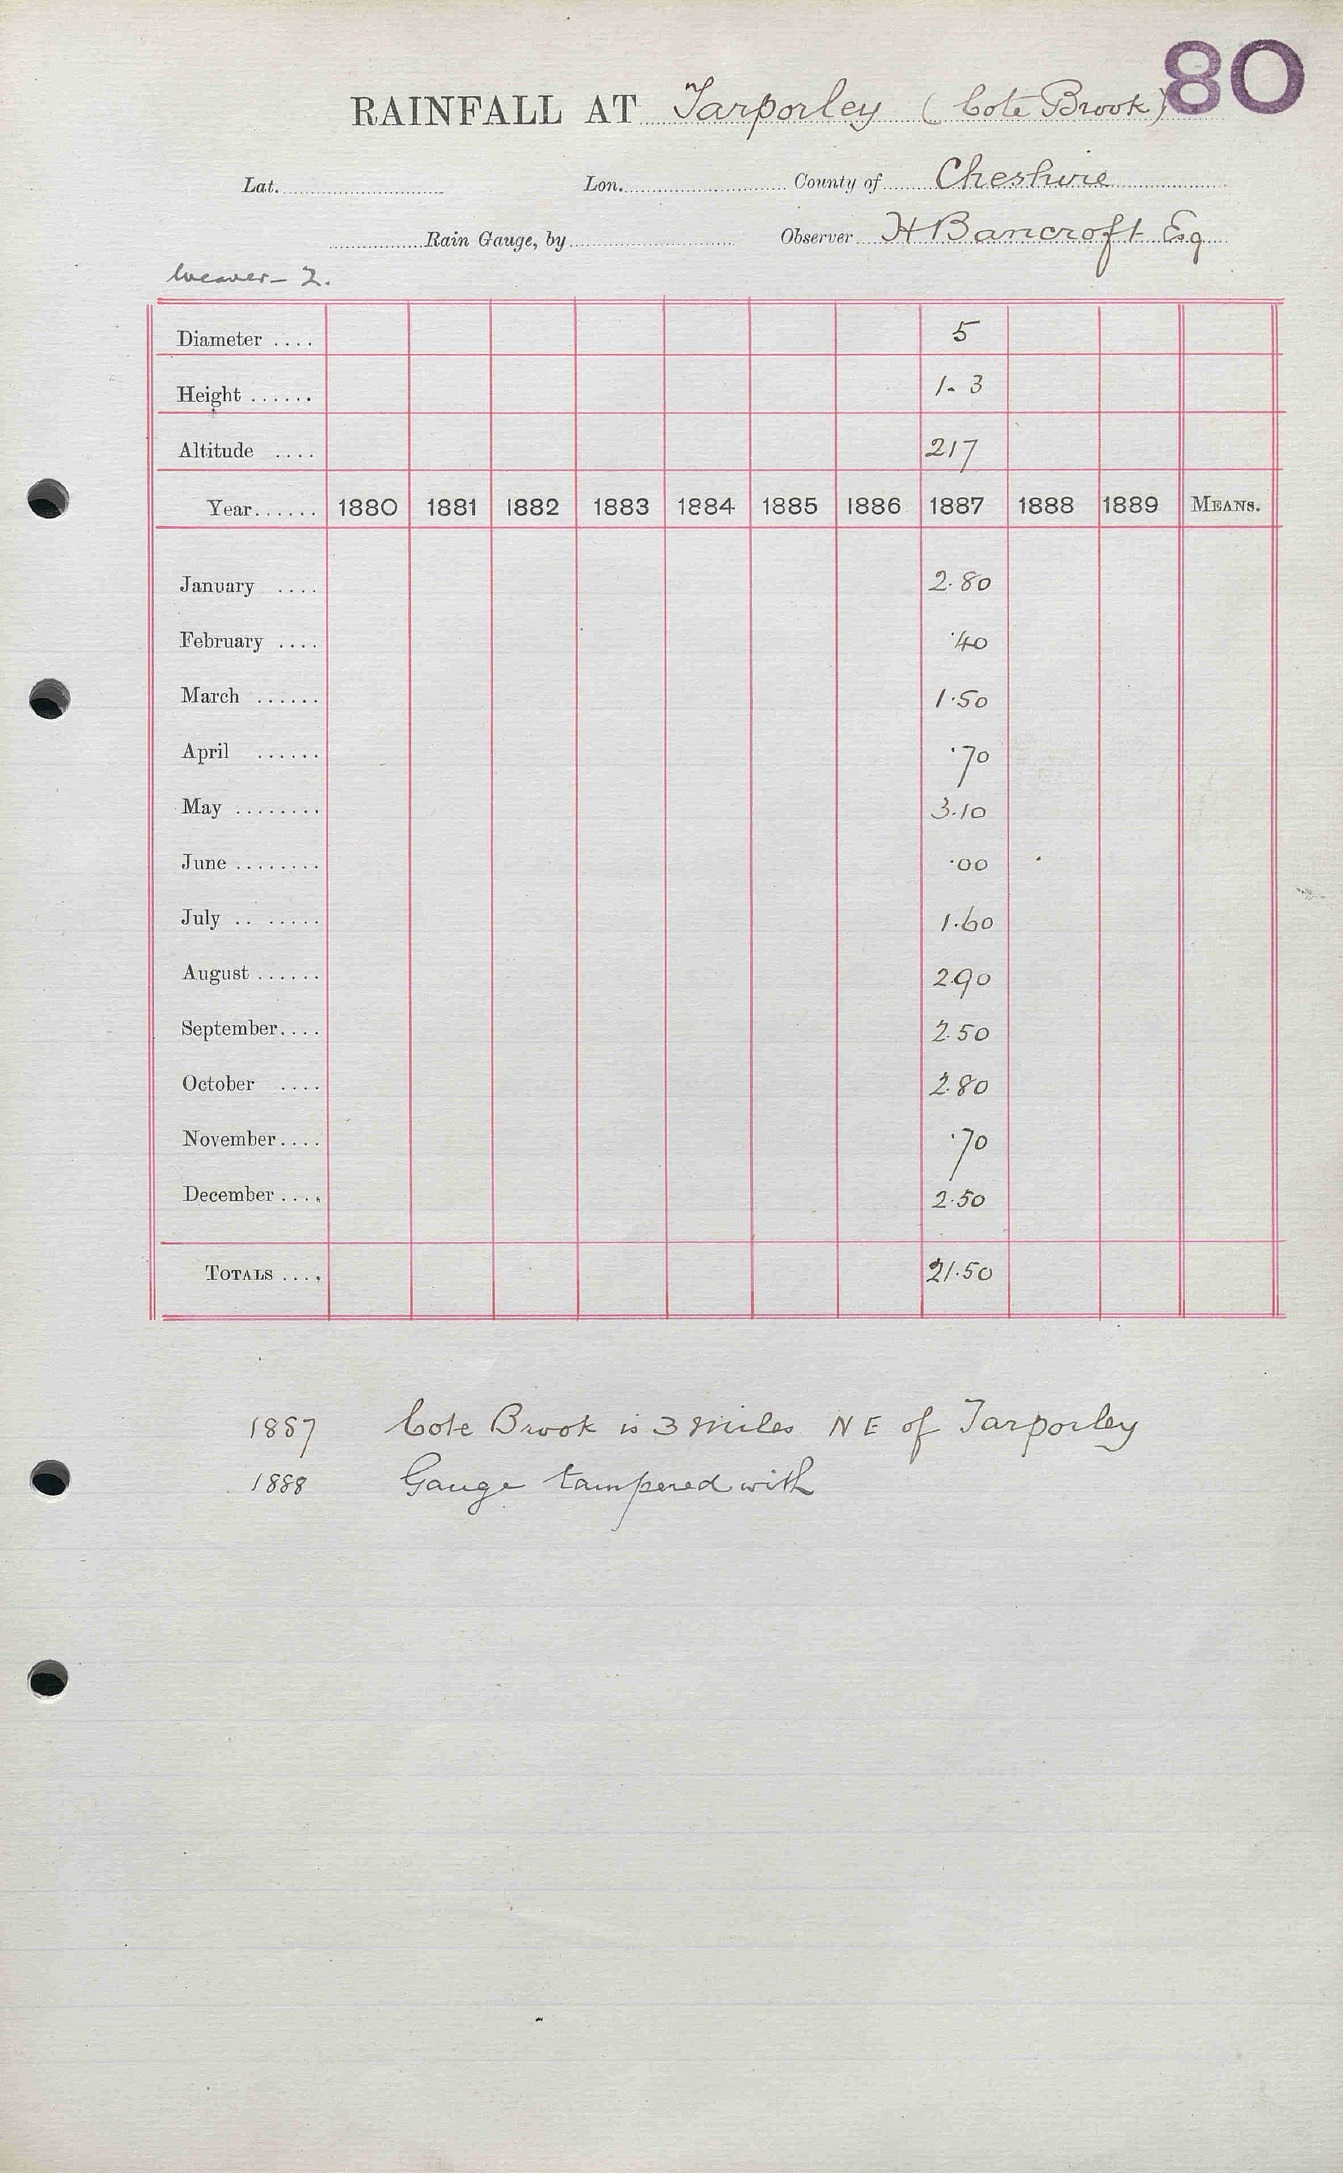 80
RAINFALL AT Tarporley (Cote Brook)
Lat. Lon. County of Cheshire
Rain Gauge, by Observer H Bancroft Esq
Weaver - 2.
Diameter .... 5
Height ...... 1- 3
Altitude .... 217
Year...... 1880 1881 1882 1883 1884 1885 1886 1887 1888 1889 MEANS.
January .... 2.80
February .... .40
March ...... 1.50
April ...... .70
May ........ 3.10
June ........ .00
July .. ...... 1.60
August ...... 2.90
September.... 2.50
October .... 2.80
November.... .70
December .... 2.50
TOTALS .... 21.50
1887 Cote Brook is 3 miles NE of Tarporley
1888 Gauge tampered with